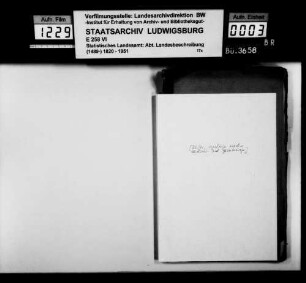 Aufn. Film
1229
Verfilmungsstelle: Landesarchivdirektion BW
-Institut für Erhaltung von Archiv- und Bibliotheksgut-
STAATSARCHIV LUDWIGSBURG
E 258 VI
Statistisches Landesamt: Abt. Landesbeschreibung
(1489-) 1820 - 1951
Aufn. Einheit
0003
BR
Bü. 3658